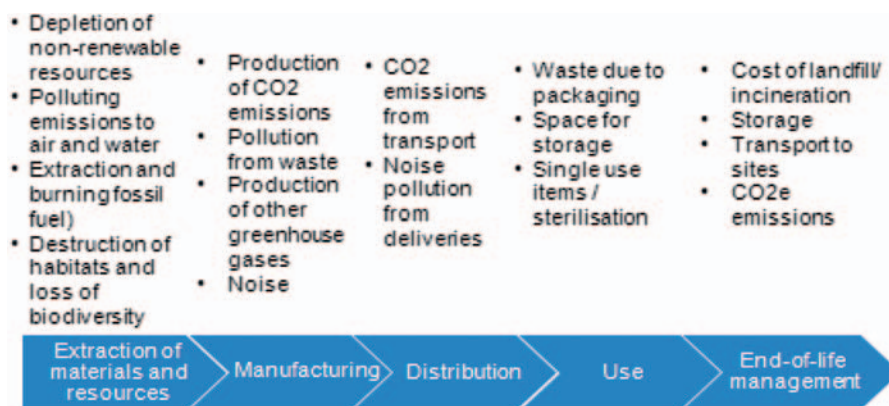 • Depletion of
non-renewable
resources
• Polluting
emissions to
air and water
• Extraction and
burning fossil
fuel)
• Destruction of
habitats and
loss of
biodiversity
• Production
of CO2
emissions
• Pollution
from waste
• Production
of other
greenhouse
gases
• Noise
• CO2
emissions
from
transport
• Noise
pollution
from
deliveries
• Waste due to
packaging
• Space for
storage
• Single use
items /
sterilisation
• Cost of landfill/
incineration
• Storage
• Transport to
sites
• CO2e
emissions
Extraction of
materials and
resources
Manufacturing
Distribution
Use
End-of-life
management